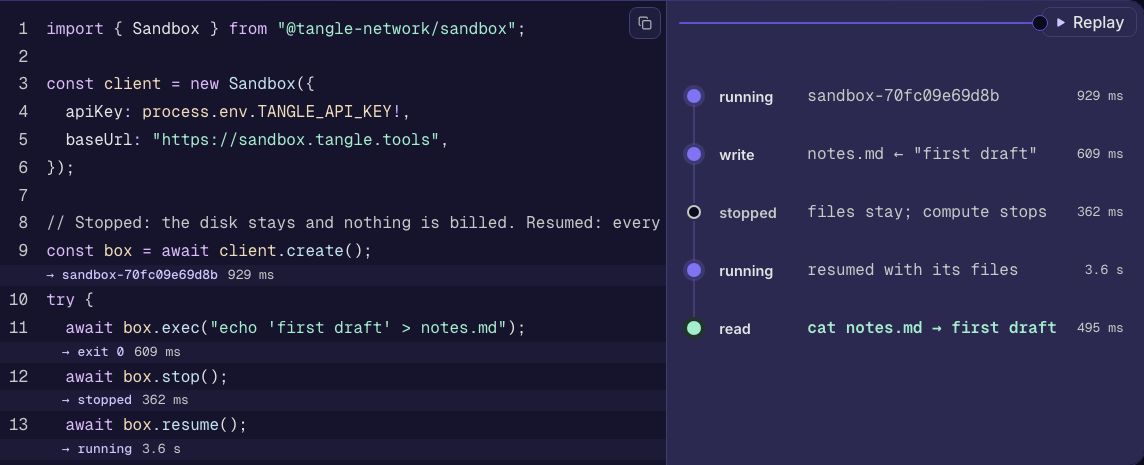 1 import { Sandbox } from "@tangle-network/sandbox";
2
3 const client = new Sandbox({
4 apiKey: process.env.TANGLE_API_KEY!,
5 baseUrl: "https://sandbox.tangle.tools",
6 });
7
8 // Stopped: the disk stays and nothing is billed. Resumed: every
9 const box = await client.create();
→ sandbox-70fc09e69d8b 929 ms
10 try {
11 await box.exec("echo 'first draft' > notes.md");
→ exit 0 609 ms
12 await box.stop();
→ stopped 362 ms
13 await box.resume();
→ running 3.6 s
Replay
running sandbox-70fc09e69d8b 929 ms
write notes.md ← "first draft" 609 ms
stopped files stay; compute stops 362 ms
running resumed with its files 3.6 s
read cat notes.md → first draft 495 ms